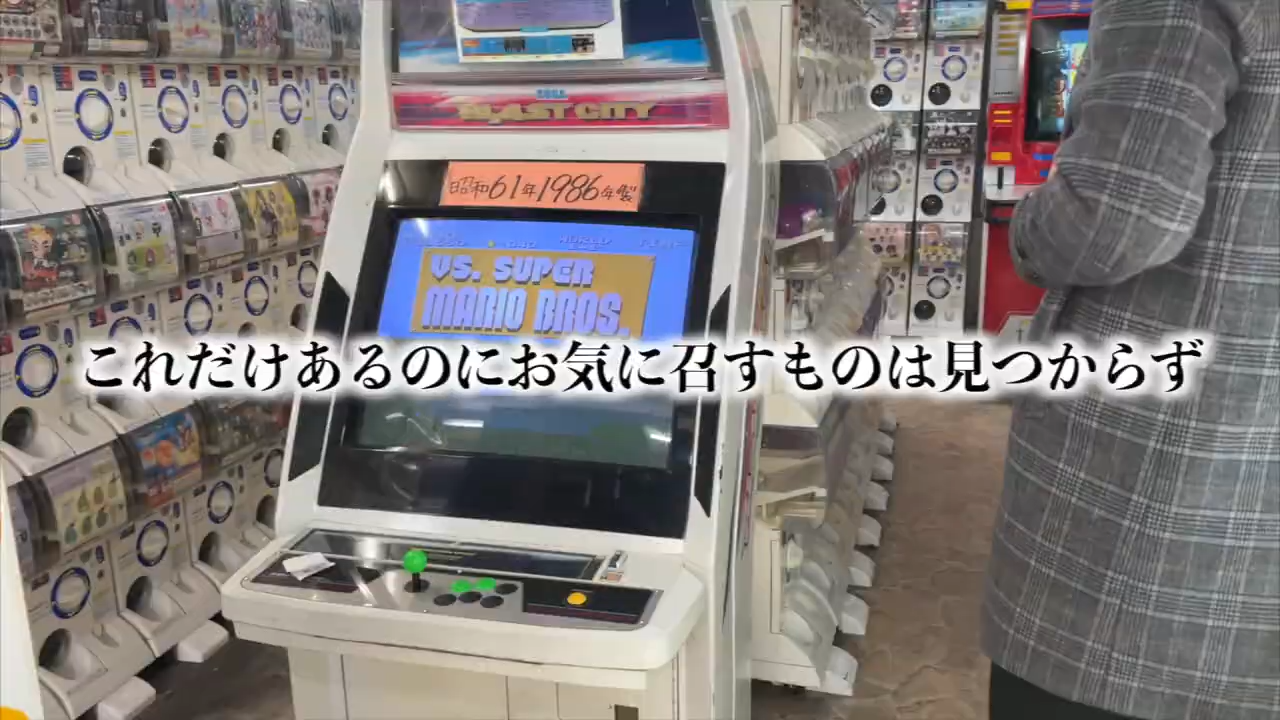 SEGA
BLAST CITY
昭和61年1986年製
WORLD
TIME
VS. SUPER
MARIO BROS.
これだけあるのにお気に召すものは見つからず